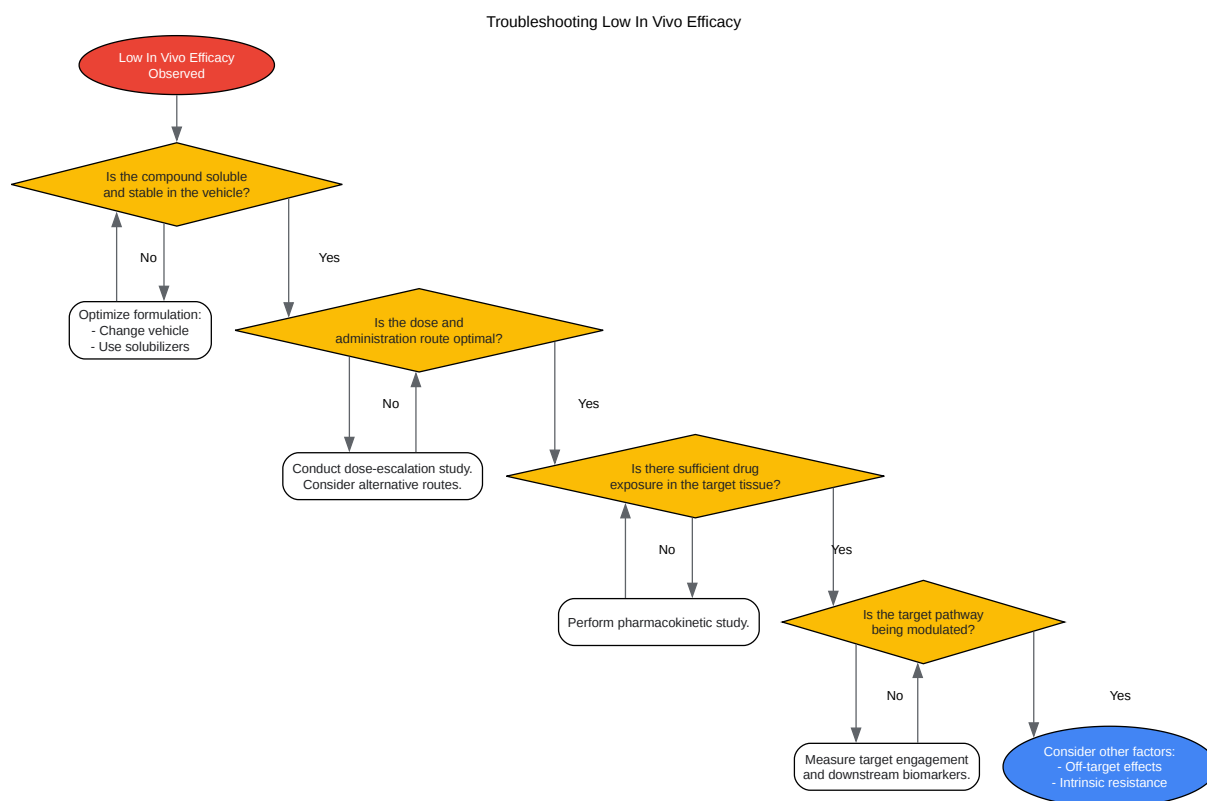 Troubleshooting Low In Vivo Efficacy
Low In Vivo Efficacy
Observed
Is the compound soluble
and stable in the vehicle?
No
Yes
Optimize formulation:
- Change vehicle
- Use solubilizers
Is the dose and
administration route optimal?
No
Yes
Conduct dose-escalation study.
Consider alternative routes.
Is there sufficient drug
exposure in the target tissue?
No
Yes
Perform pharmacokinetic study.
Is the target pathway
being modulated?
No
Yes
Measure target engagement
and downstream biomarkers.
Consider other factors:
- Off-target effects
- Intrinsic resistance